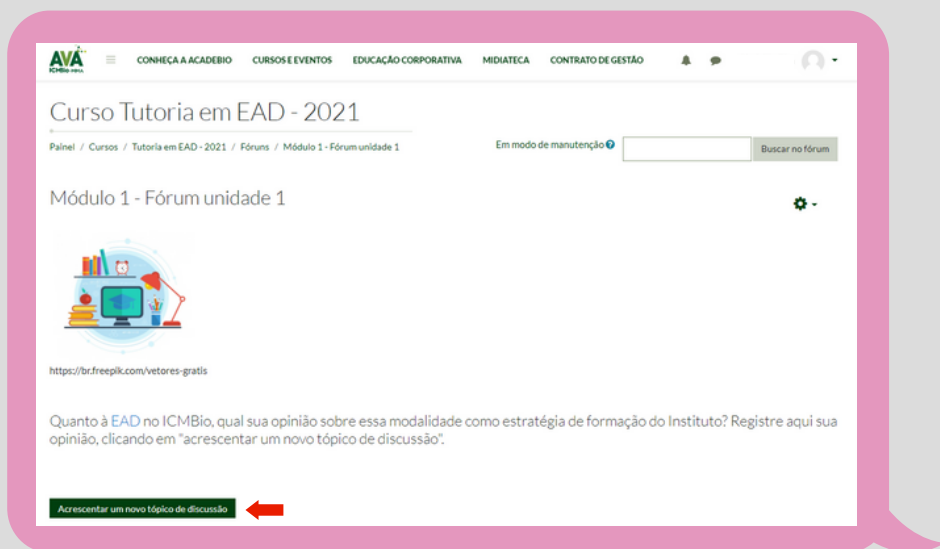 AVA
ICMBio
CONHEÇA A ACADEBIO CURSOS E EVENTOS EDUCAÇÃO CORPORATIVA MIDIATECA CONTRATO DE GESTÃO
Curso Tutoria em EAD - 2021
Painel / Cursos / Tutoria em EAD - 2021 / Fóruns / Módulo 1 - Fórum unidade 1
Em modo de manutenção
Buscar no fórum
Módulo 1 - Fórum unidade 1
https://br.freepik.com/vetores-gratis
Quanto à EAD no ICMBio, qual sua opinião sobre essa modalidade como estratégia de formação do Instituto? Registre aqui sua
opinião, clicando em "acrescentar um novo tópico de discussão".
Acrescentar um novo tópico de discussão